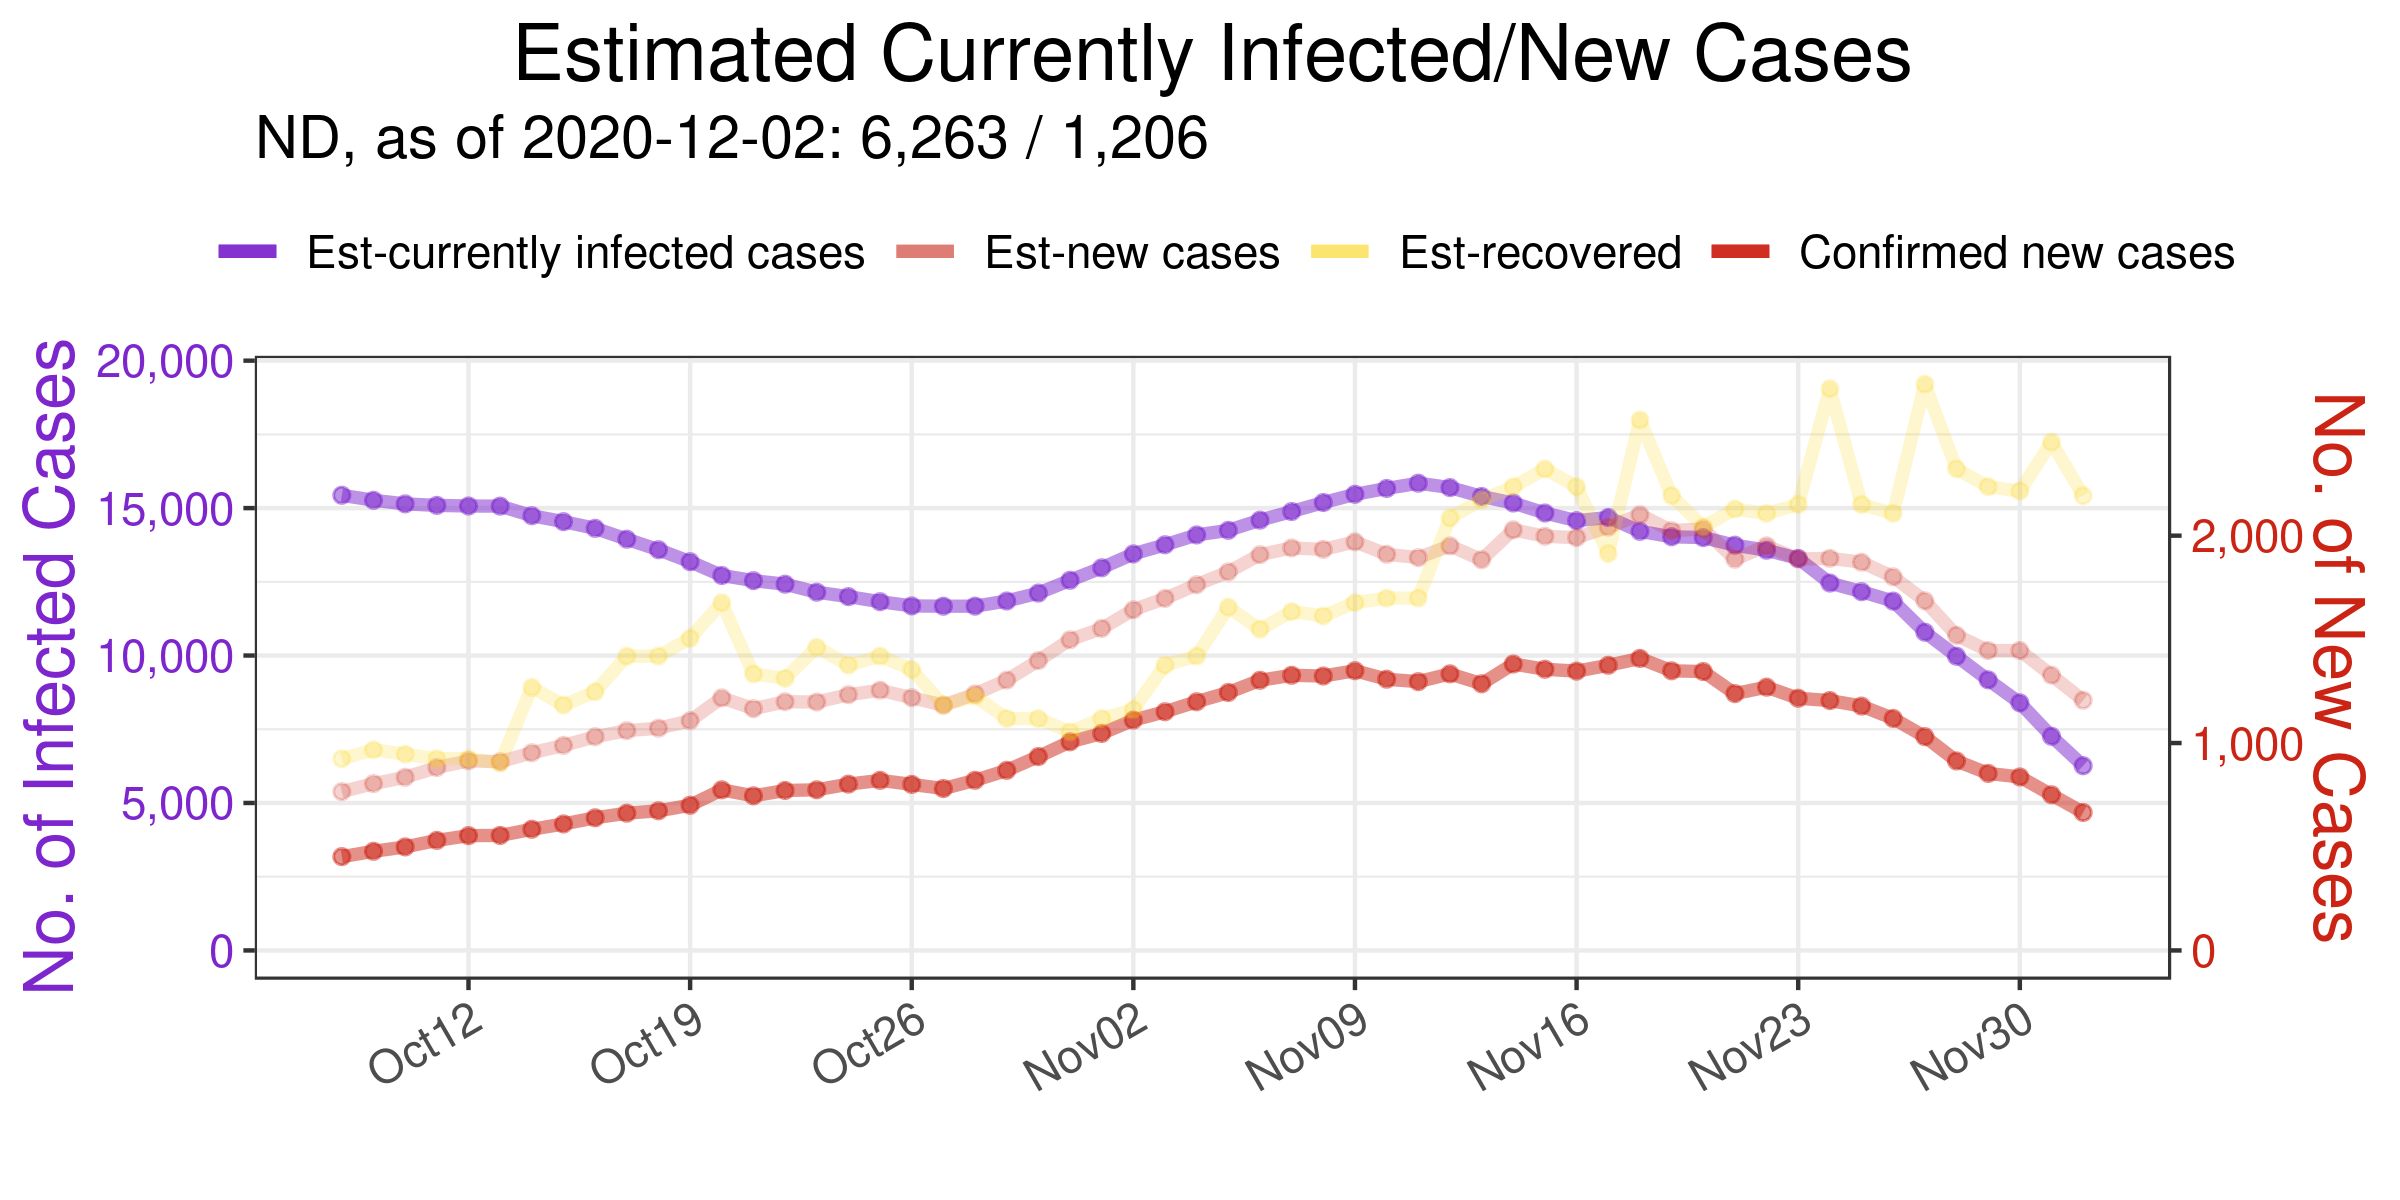 Estimated Currently Infected/New Cases
ND, as of 2020-12-02: 6,263 / 1,206
Est-currently infected cases Est-new cases Est-recovered Confirmed new cases
No. of Infected Cases
20,000
15,000
10,000
5,000
0
2,000
1,000
0
No. of New Cases
Oct12 Oct19 Oct26 Nov02 Nov09 Nov16 Nov23 Nov30